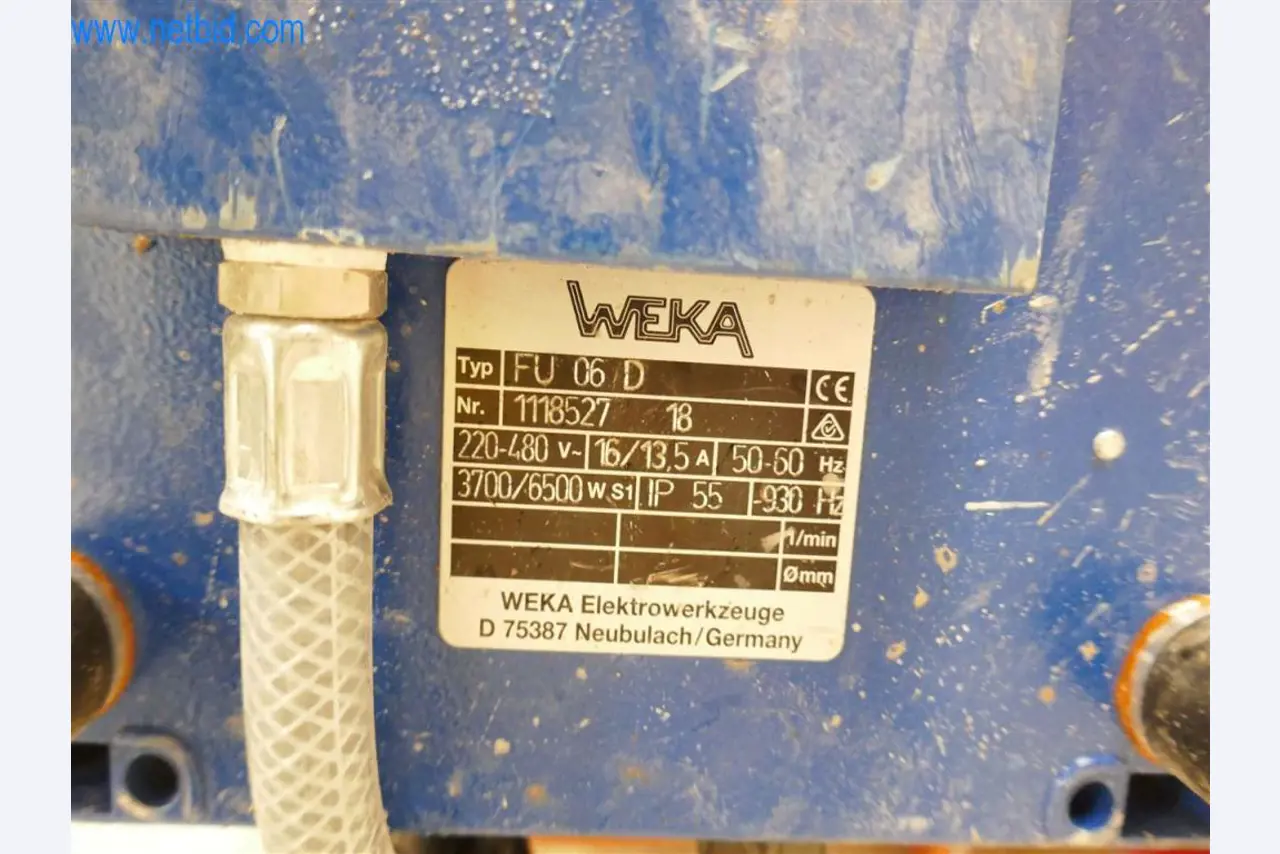 www.netbid.com
WEKA
Typ FU 06 D
Nr. 1118527 18
220-480 V~ 16/13,5 A 50-60 Hz
3700/6500 W S1 IP 55 -930 Hz
1/min
Ømm
WEKA Elektrowerkzeuge
D 75387 Neubulach/Germany